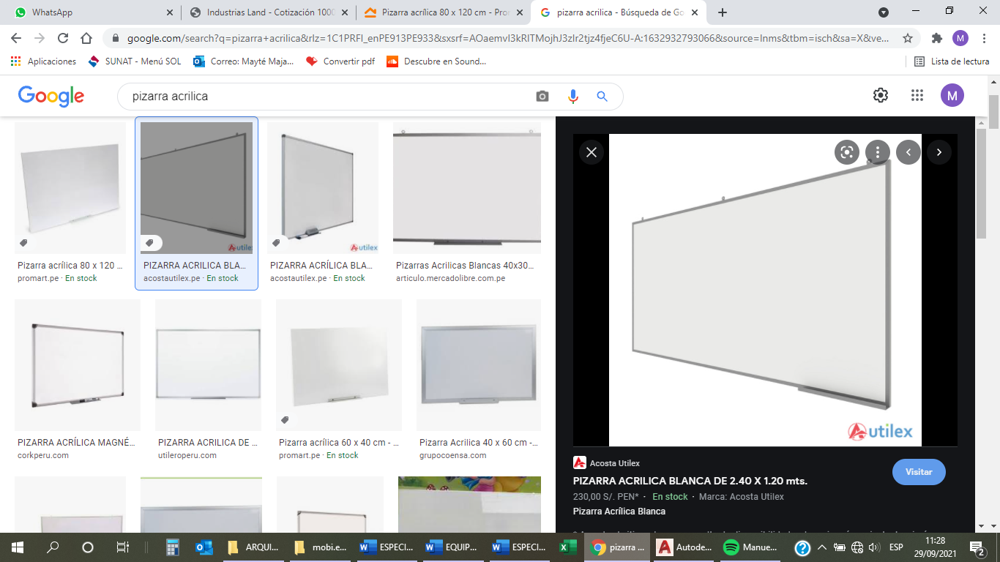 WhatsApp
Industrias Land - Cotización 1000
Pizarra acrílica 80 x 120 cm - Pro
pizarra acrilica - Búsqueda de Go
google.com/search?q=pizarra+acrilica&rlz=1C1PRFI_enPE913PE933&sxsrf=AOaemvI3kRlTMojhJ3zlr2tjz4fjeC6U-A:1632932793066&source=lnms&tbm=isch&sa=X&ve...
M
Aplicaciones
SUNAT - Menú SOL
Correo: Mayté Maja...
Convertir pdf
Descubre en Sound...
Lista de lectura
Google
pizarra acrilica
M
utilex
utilex
Pizarra acrílica 80 x 120 ...
promart.pe · En stock
PIZARRA ACRILICA BLA...
acostautilex.pe · En stock
PIZARRA ACRÍLICA BLA...
acostautilex.pe · En stock
Pizarras Acrilicas Blancas 40x30...
articulo.mercadolibre.com.pe
PIZARRA ACRÍLICA MAGNÉ...
corkperu.com
PIZARRA ACRILICA DE ...
utileroperu.com
Pizarra acrílica 60 x 40 cm - ...
promart.pe · En stock
Pizarra Acrilica 40 x 60 cm -...
grupocoensa.com
utilex
Acosta Utilex
PIZARRA ACRILICA BLANCA DE 2.40 X 1.20 mts.
230,00 S/. PEN* · En stock · Marca: Acosta Utilex
Pizarra Acrílica Blanca
Visitar
ARQUI...
mobi.e...
ESPECI...
EQUIP...
ESPECI...
pizarra ...
Autode...
Manue...
ESP
11:28
29/09/2021
2